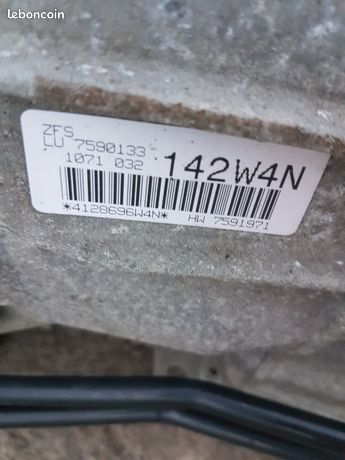 leboncoin
ZFS
LU 7590133
1071 032
142W4N
*4128696W4N*
HW 7591971